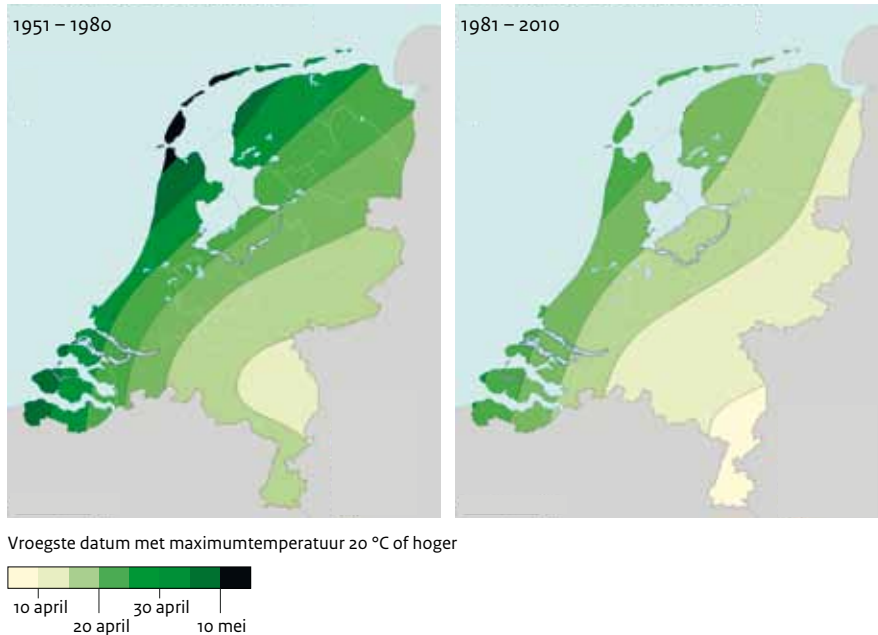 1951 – 1980
1981 – 2010
Vroegste datum met maximumtemperatuur 20 °C of hoger
10 april
20 april
30 april
10 mei